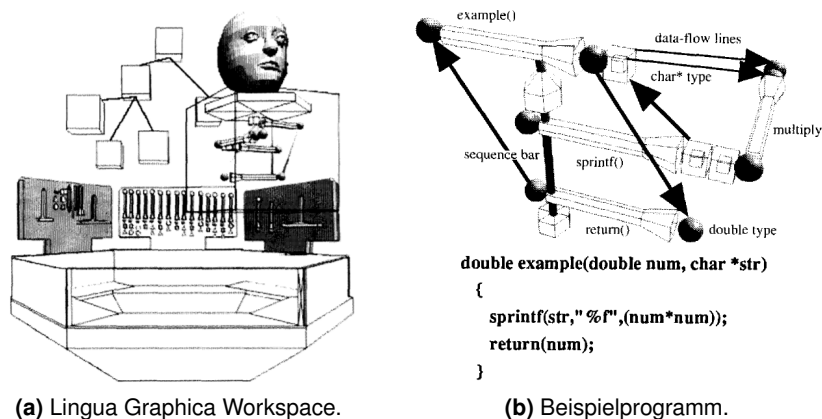 example()
data-flow lines
char* type
multiply
sequence bar
sprintf()
return()
double type
double example(double num, char *str)
{
sprintf(str,"%f",(num*num));
return(num);
}
(a) Lingua Graphica Workspace.
(b) Beispielprogramm.